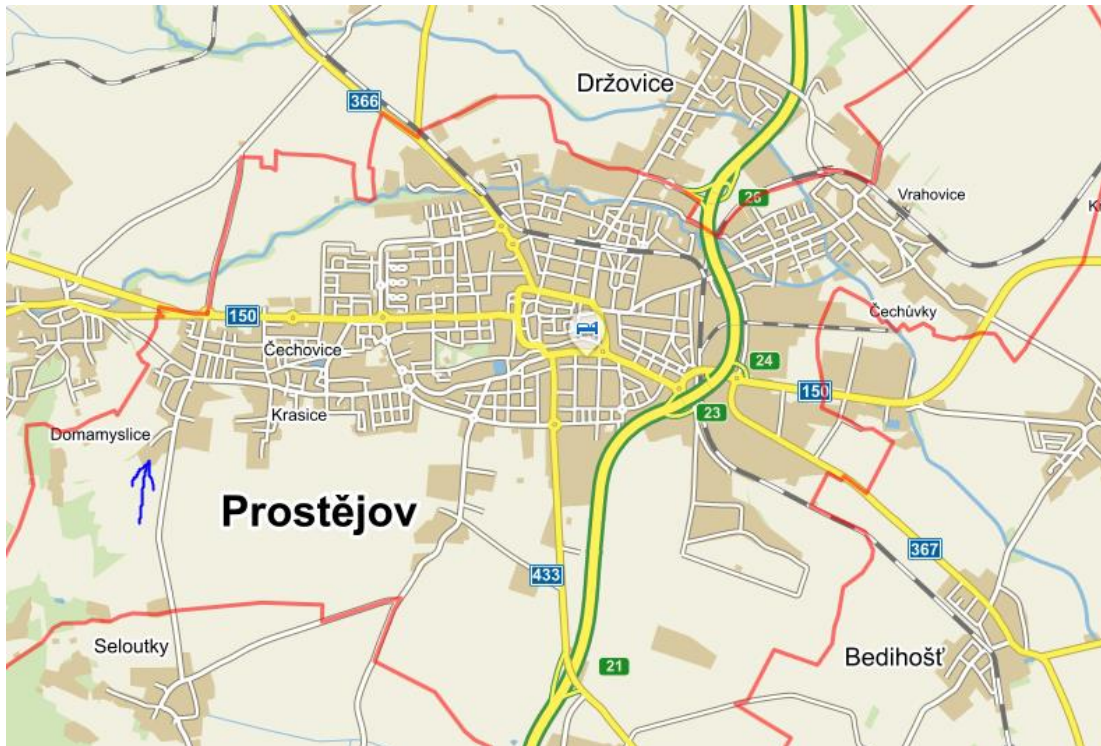 Držovice
366
26
Vrahovice
150
Čechůvky
Čechovice
24
150
Krasice
23
Domamyslice
Prostějov
367
433
Seloutky
21
Bedihošť